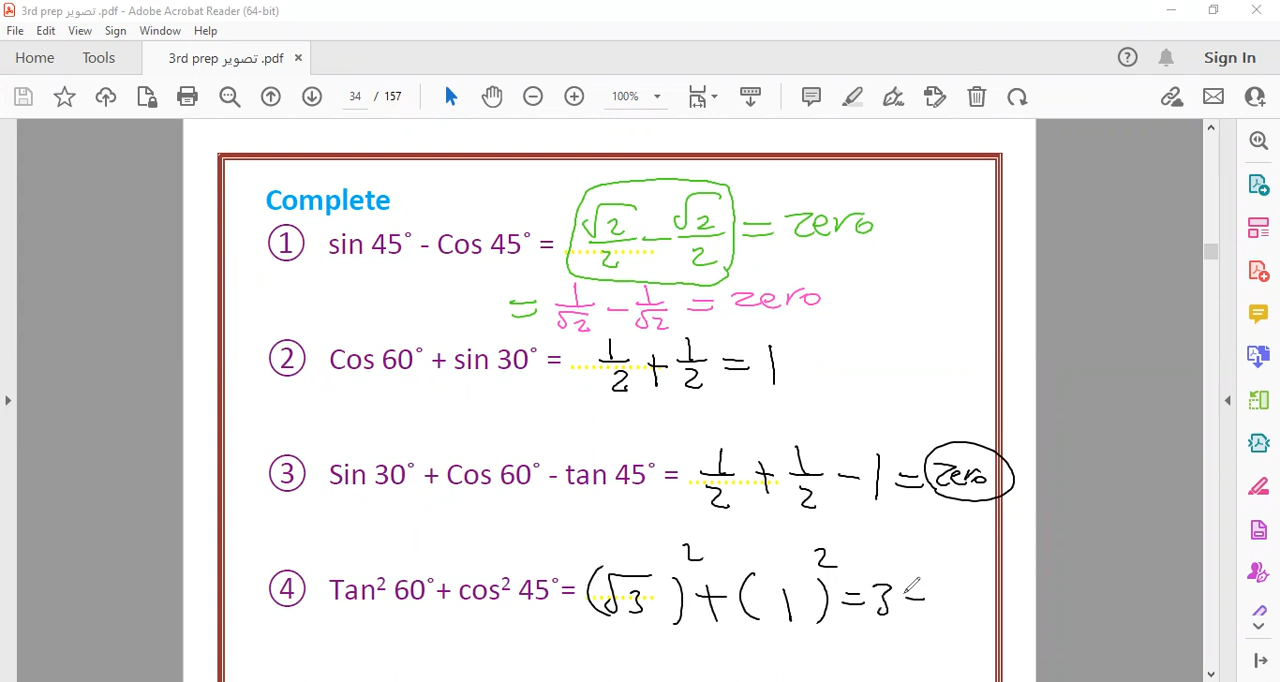 3rd prep تصوير .pdf - Adobe Acrobat Reader (64-bit)
File Edit View Sign Window Help
Home Tools 3rd prep تصوير .pdf × Sign In
34 / 157 100%
Complete
① sin 45° - Cos 45° = √2/2 - √2/2 = zero
= 1/√2 - 1/√2 = zero
② Cos 60° + sin 30° = 1/2 + 1/2 = 1
③ Sin 30° + Cos 60° - tan 45° = 1/2 + 1/2 - 1 = zero
④ Tan² 60° + cos² 45° = (√3)² + (1)² = 3